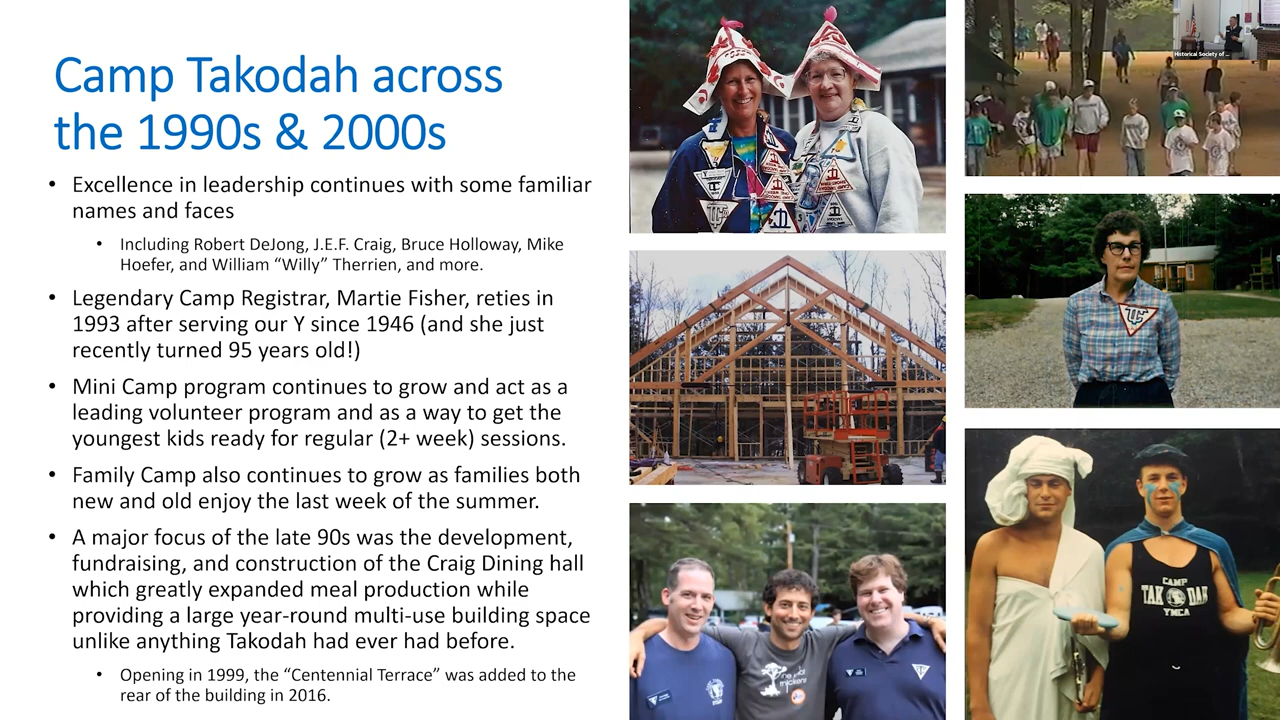 Camp Takodah across
the 1990s & 2000s
• Excellence in leadership continues with some familiar
names and faces
• Including Robert DeJong, J.E.F. Craig, Bruce Holloway, Mike
Hoefer, and William “Willy” Therrien, and more.
• Legendary Camp Registrar, Martie Fisher, reties in
1993 after serving our Y since 1946 (and she just
recently turned 95 years old!)
• Mini Camp program continues to grow and act as a
leading volunteer program and as a way to get the
youngest kids ready for regular (2+ week) sessions.
• Family Camp also continues to grow as families both
new and old enjoy the last week of the summer.
• A major focus of the late 90s was the development,
fundraising, and construction of the Craig Dining hall
which greatly expanded meal production while
providing a large year-round multi-use building space
unlike anything Takodah had ever had before.
• Opening in 1999, the “Centennial Terrace” was added to the
rear of the building in 2016.
Historical Society of ...
CAMP
TAK DAH
YMCA